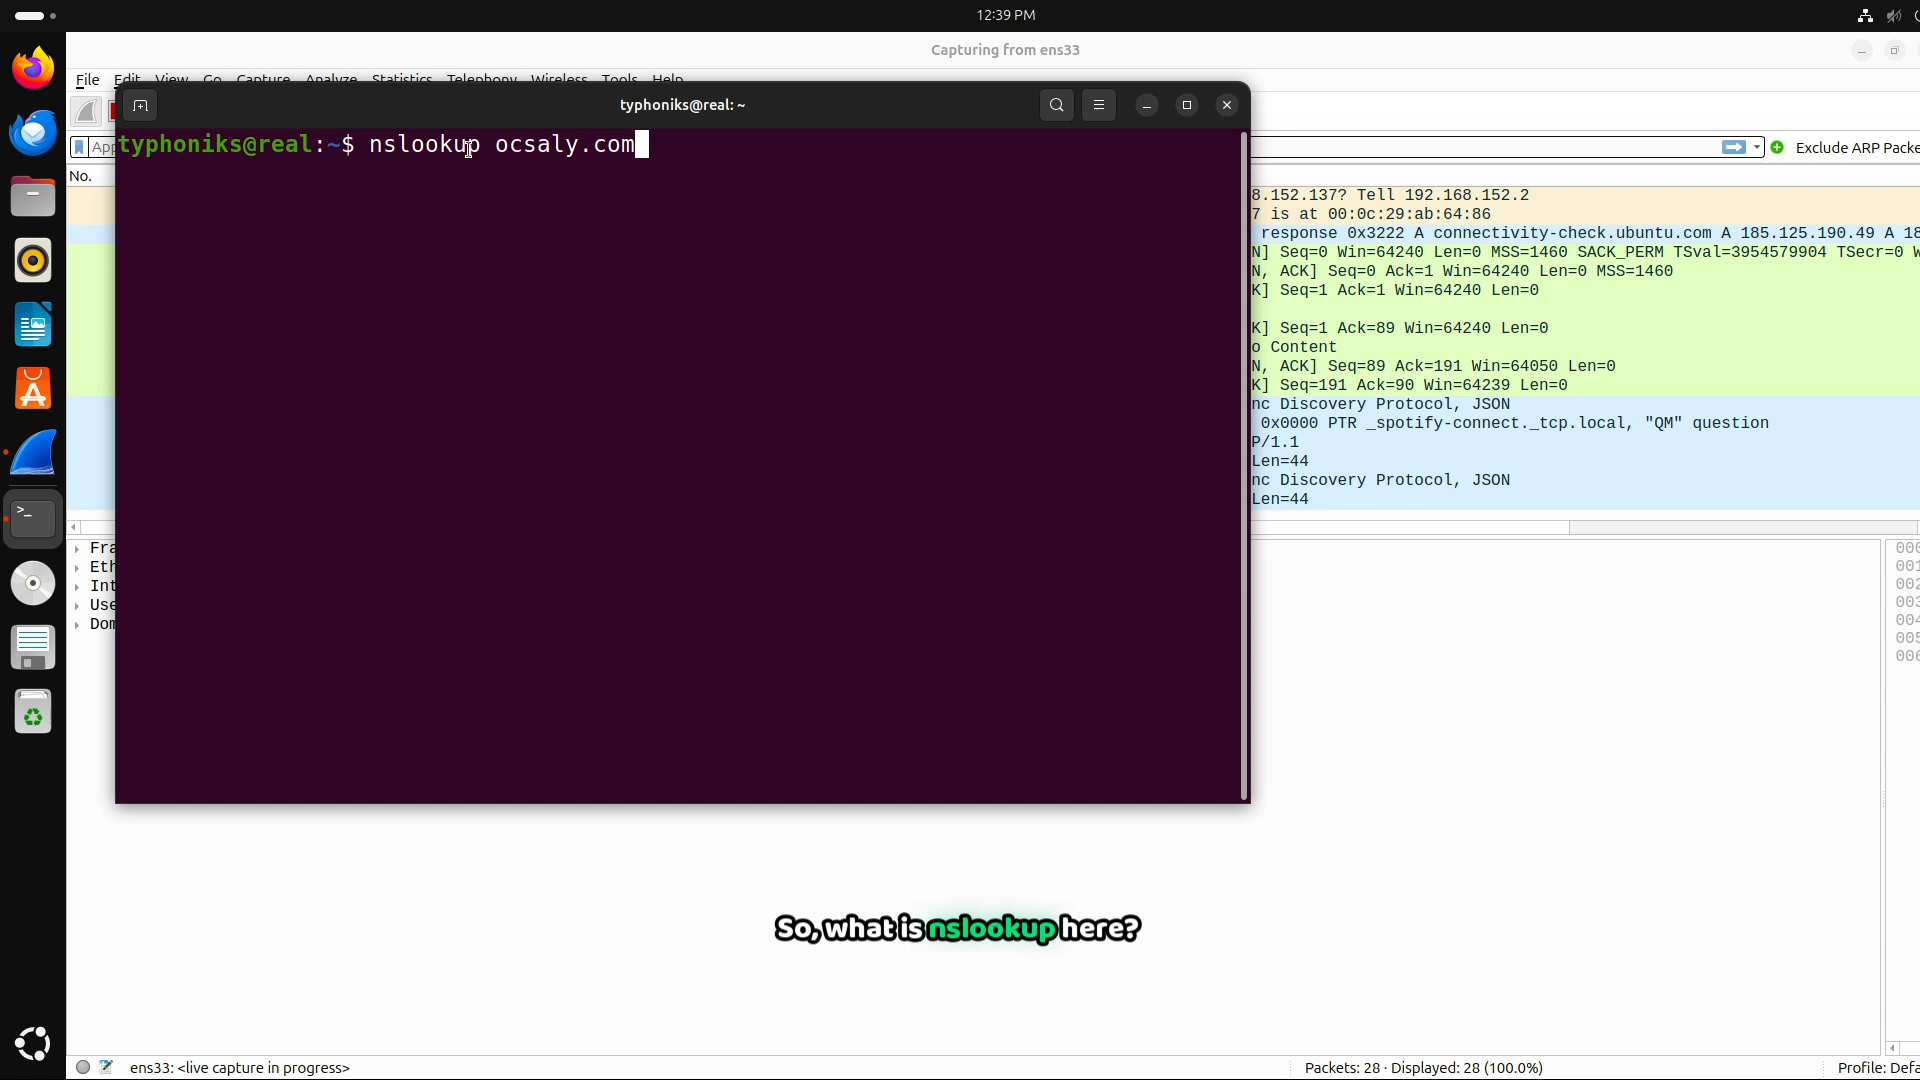 12:39 PM
Capturing from ens33
File Edit View Go Capture Analyze Statistics Telephony Wireless Tools Help
typhoniks@real: ~
App
Exclude ARP Packe
typhoniks@real:~$ nslookup ocsaly.com
No.
8.152.137? Tell 192.168.152.2
7 is at 00:0c:29:ab:64:86
response 0x3222 A connectivity-check.ubuntu.com A 185.125.190.49 A 18
N] Seq=0 Win=64240 Len=0 MSS=1460 SACK_PERM TSval=3954579904 TSecr=0 W
N, ACK] Seq=0 Ack=1 Win=64240 Len=0 MSS=1460
K] Seq=1 Ack=1 Win=64240 Len=0
K] Seq=1 Ack=89 Win=64240 Len=0
o Content
N, ACK] Seq=89 Ack=191 Win=64050 Len=0
K] Seq=191 Ack=90 Win=64239 Len=0
nc Discovery Protocol, JSON
0x0000 PTR _spotify-connect._tcp.local, "QM" question
P/1.1
Len=44
nc Discovery Protocol, JSON
Len=44
Fra
Eth
Int
Use
Dom
000
001
002
003
004
005
006
So, what is nslookup here?
ens33: <live capture in progress>
Packets: 28 · Displayed: 28 (100.0%)
Profile: Defa